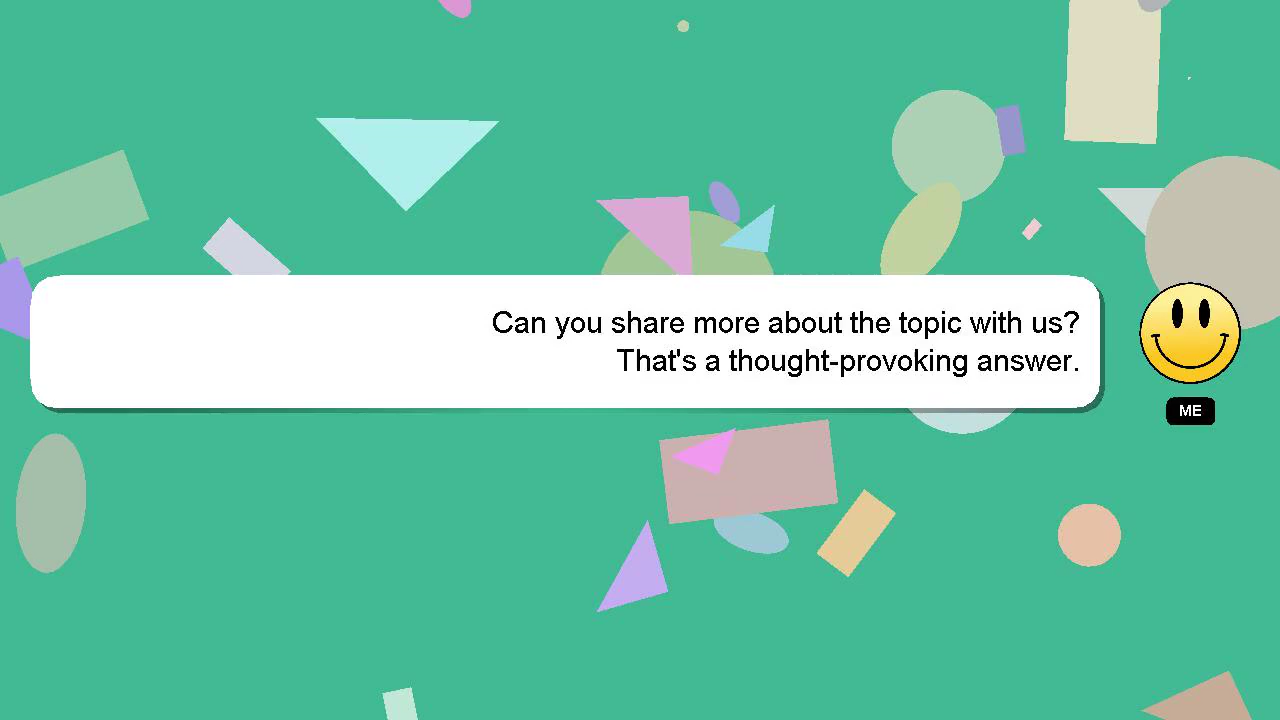 Can you share more about the topic with us?
That's a thought-provoking answer.
ME